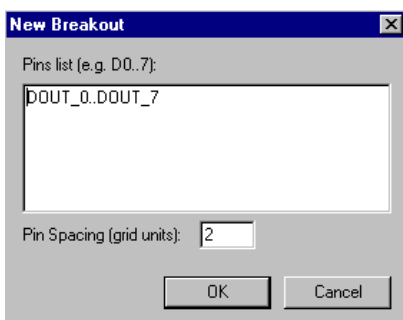 New Breakout
Pins list (e.g. D0..7):
DOUT_0..DOUT_7
Pin Spacing (grid units): 2
OK Cancel